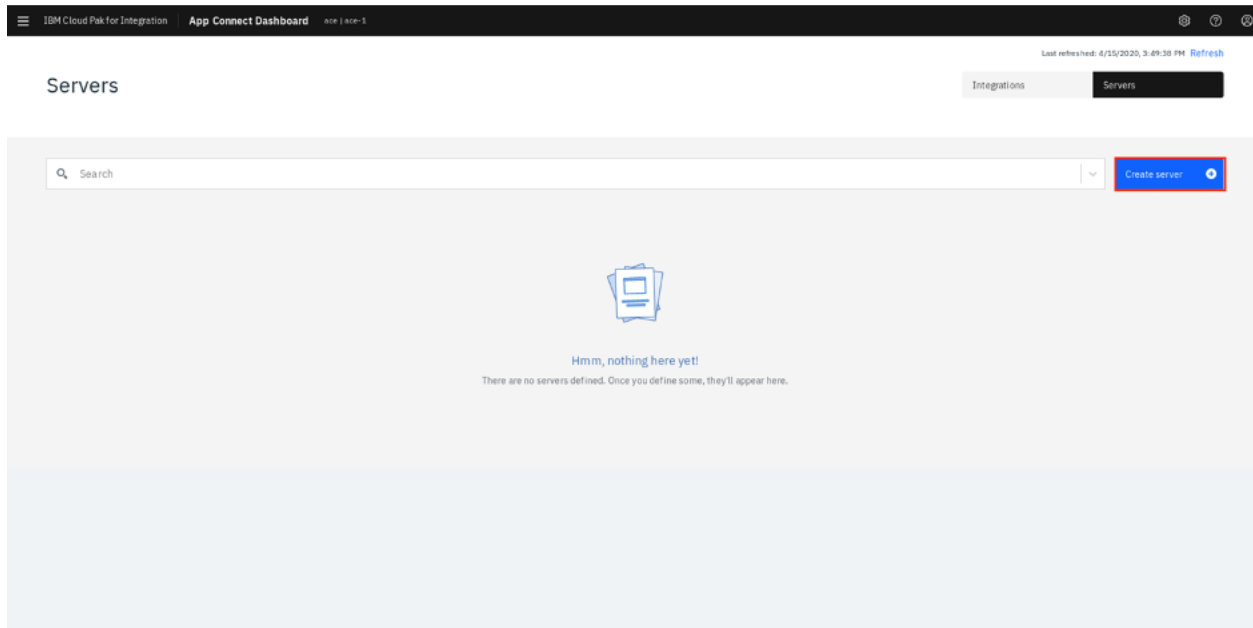 IBM Cloud Pak for Integration App Connect Dashboard ace | ace-1
Last refreshed: 4/15/2020, 3:49:38 PM Refresh
Servers
Integrations Servers
Search
Create server
Hmm, nothing here yet!
There are no servers defined. Once you define some, they'll appear here.